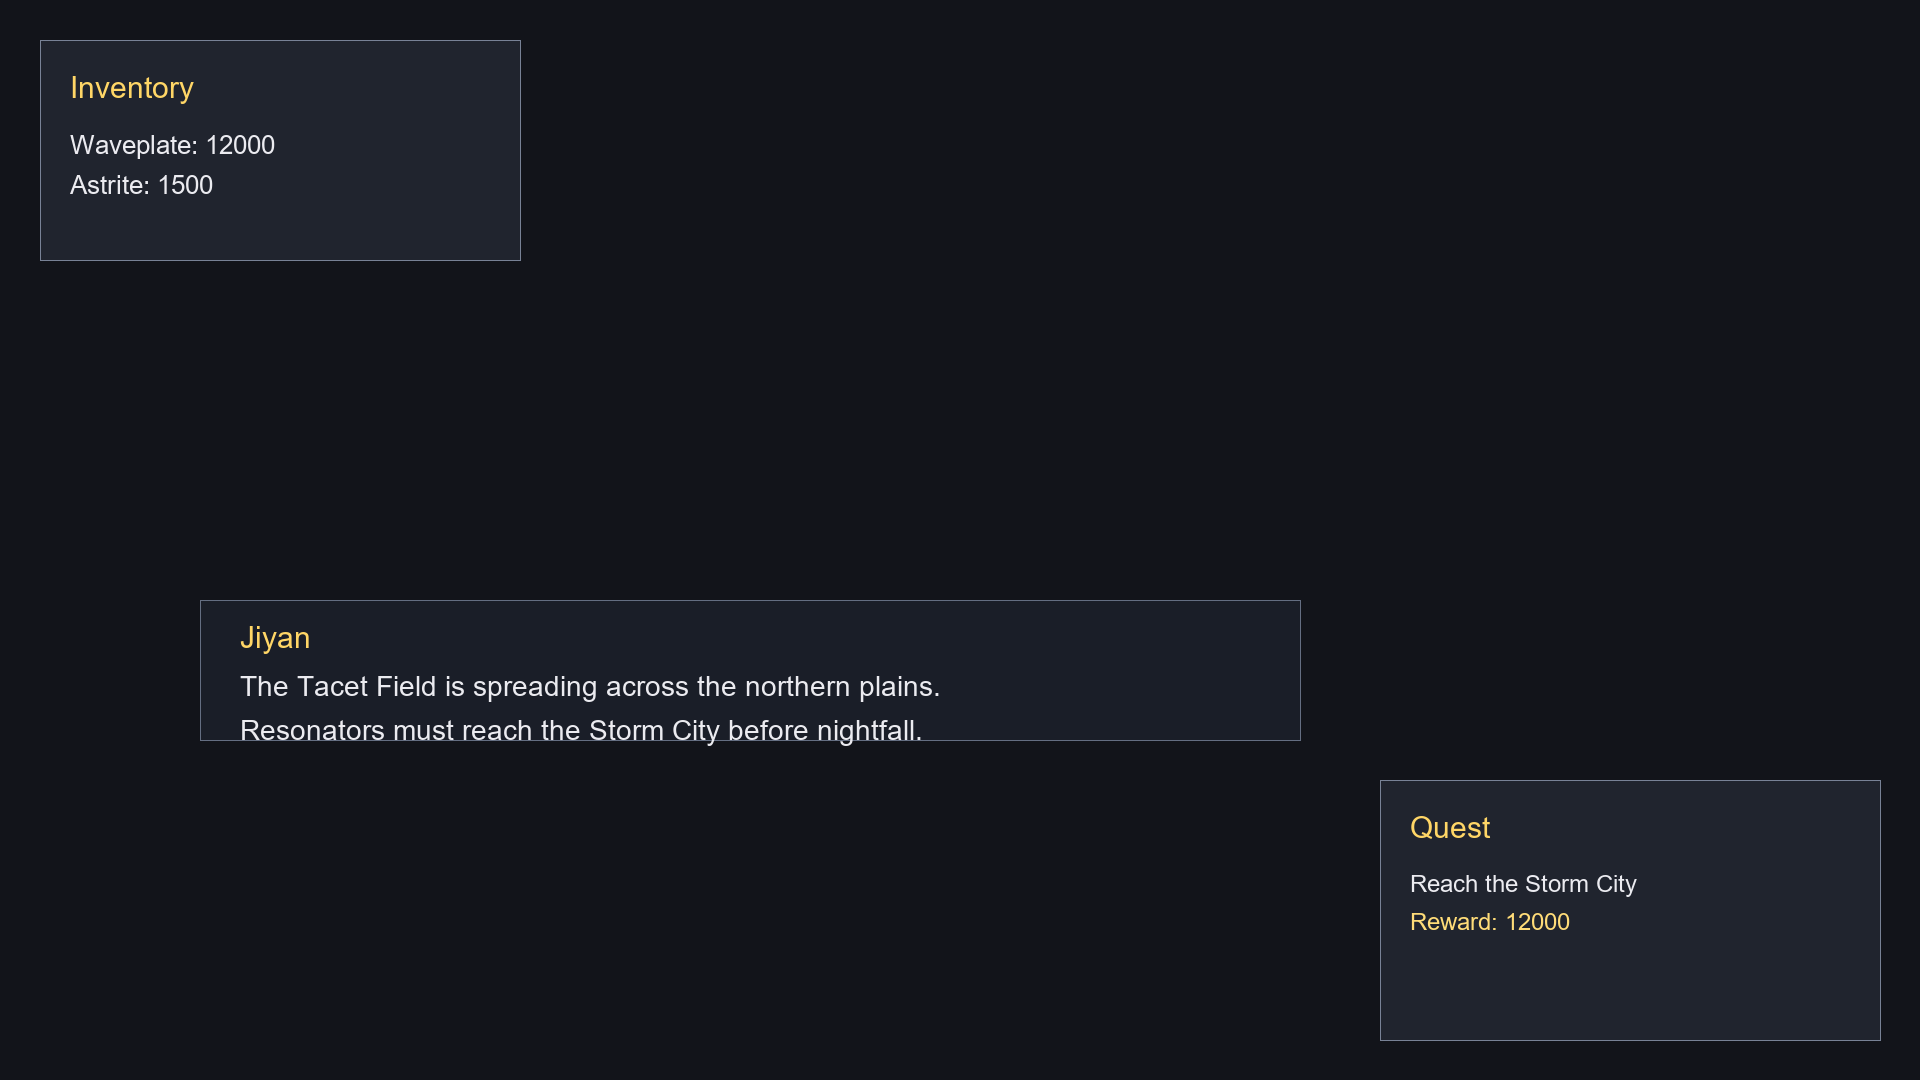 Inventory
Waveplate: 12000
Astrite: 1500
Jiyan
The Tacet Field is spreading across the northern plains.
Resonators must reach the Storm City before nightfall.
Quest
Reach the Storm City
Reward: 12000